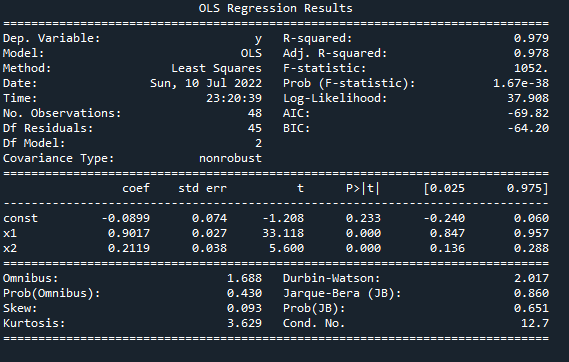 OLS Regression Results
==============================================================================
Dep. Variable:                      y   R-squared:                       0.979
Model:                            OLS   Adj. R-squared:                  0.978
Method:                 Least Squares   F-statistic:                     1052.
Date:                Sun, 10 Jul 2022   Prob (F-statistic):           1.67e-38
Time:                        23:20:39   Log-Likelihood:                 37.908
No. Observations:                  48   AIC:                            -69.82
Df Residuals:                      45   BIC:                            -64.20
Df Model:                           2
Covariance Type:            nonrobust
==============================================================================
                 coef    std err          t      P>|t|      [0.025      0.975]
------------------------------------------------------------------------------
const         -0.0899      0.074     -1.208      0.233      -0.240       0.060
x1             0.9017      0.027     33.118      0.000       0.847       0.957
x2             0.2119      0.038      5.600      0.000       0.136       0.288
==============================================================================
Omnibus:                        1.688   Durbin-Watson:                   2.017
Prob(Omnibus):                  0.430   Jarque-Bera (JB):                0.860
Skew:                           0.093   Prob(JB):                        0.651
Kurtosis:                       3.629   Cond. No.                         12.7
==============================================================================